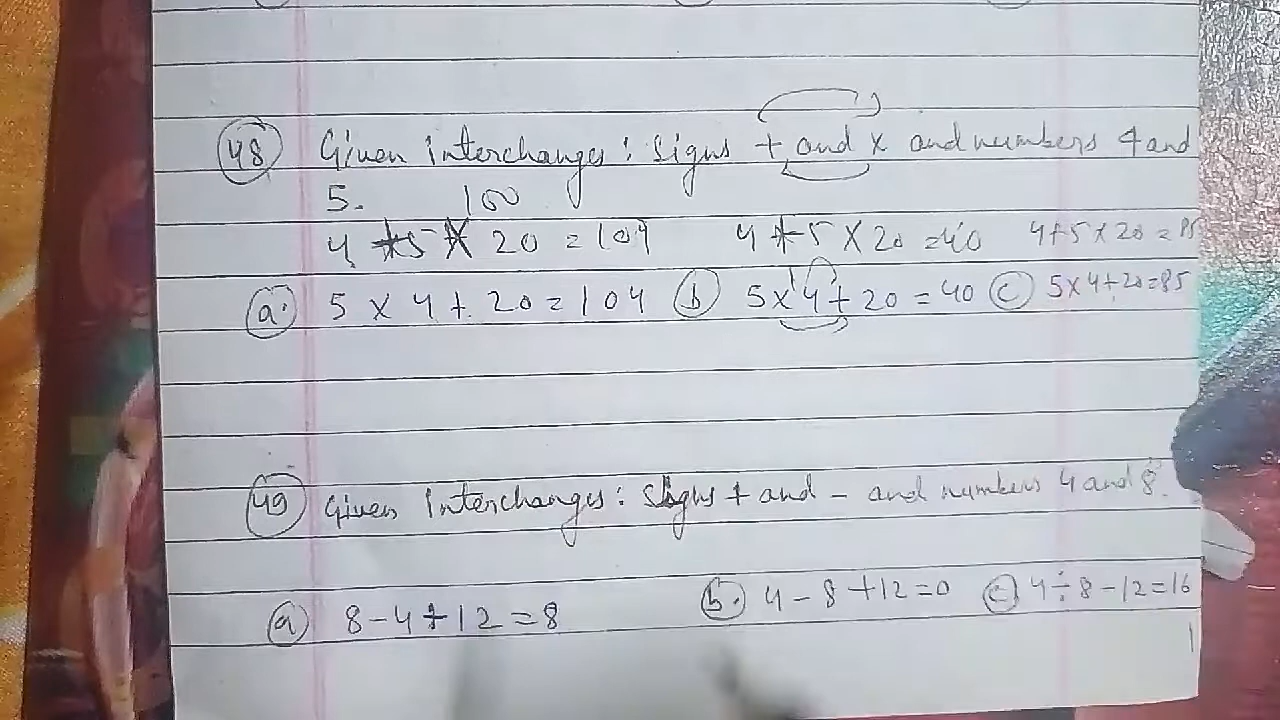 48 Given interchanges : Signs + and x and numbers 4 and
5. 100
4 + 5 X 20 = 104 4 + 5 X 20 = 40 4+5 x 20 = 85
a. 5 x 4 + 20 = 104 b 5 x 4 + 20 = 40 c 5 x 4 + 20 = 85
49 Given Interchanges : Signs + and - and numbers 4 and 8.
a 8 - 4 + 12 = 8 b. 4 - 8 + 12 = 0 c 4 ÷ 8 - 12 = 16